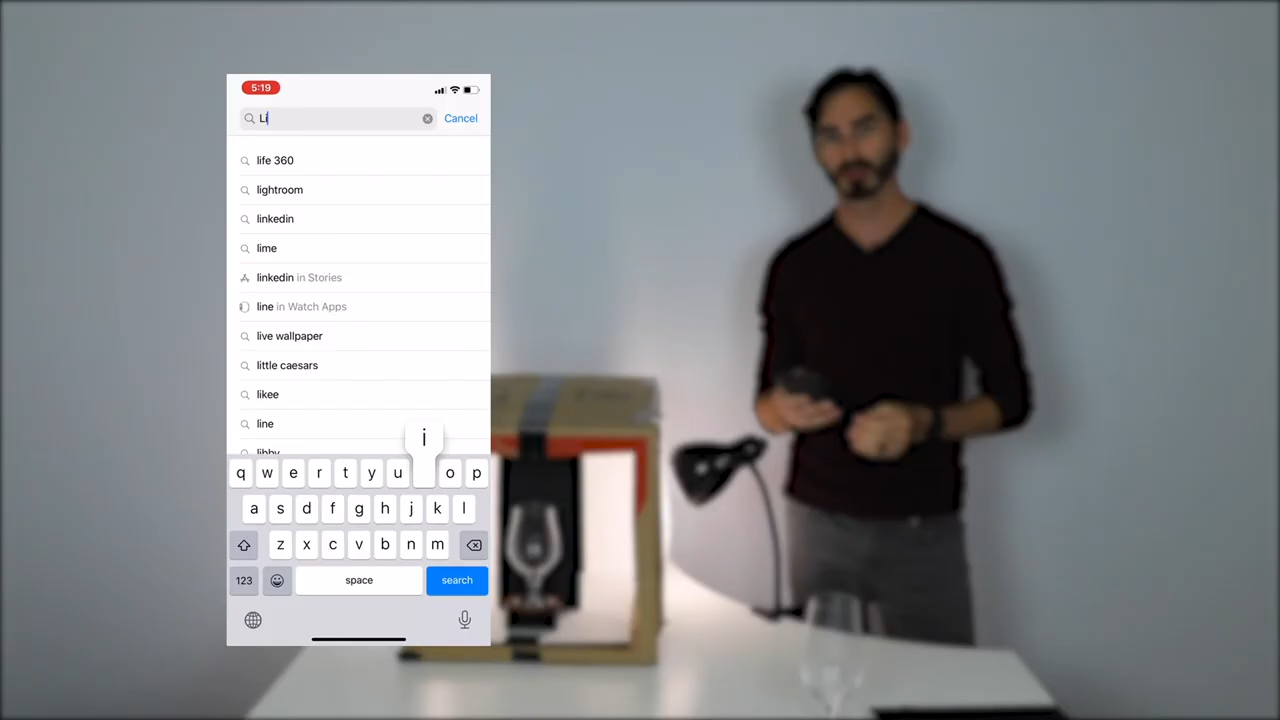 5:19
Li
Cancel
life 360
lightroom
linkedin
lime
linkedin in Stories
line in Watch Apps
live wallpaper
little caesars
likee
line
libby
i
q w e r t y u o p
a s d f g h j k l
z x c v b n m
123
space
search